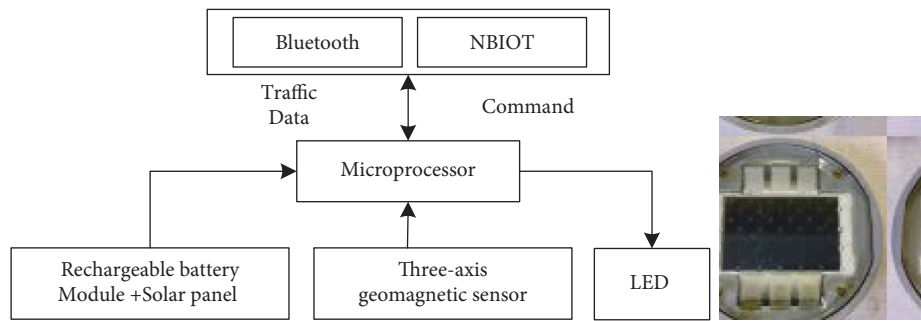 Bluetooth
NBIOT
Traffic
Data
Command
Microprocessor
Rechargeable battery
Module +Solar panel
Three-axis
geomagnetic sensor
LED